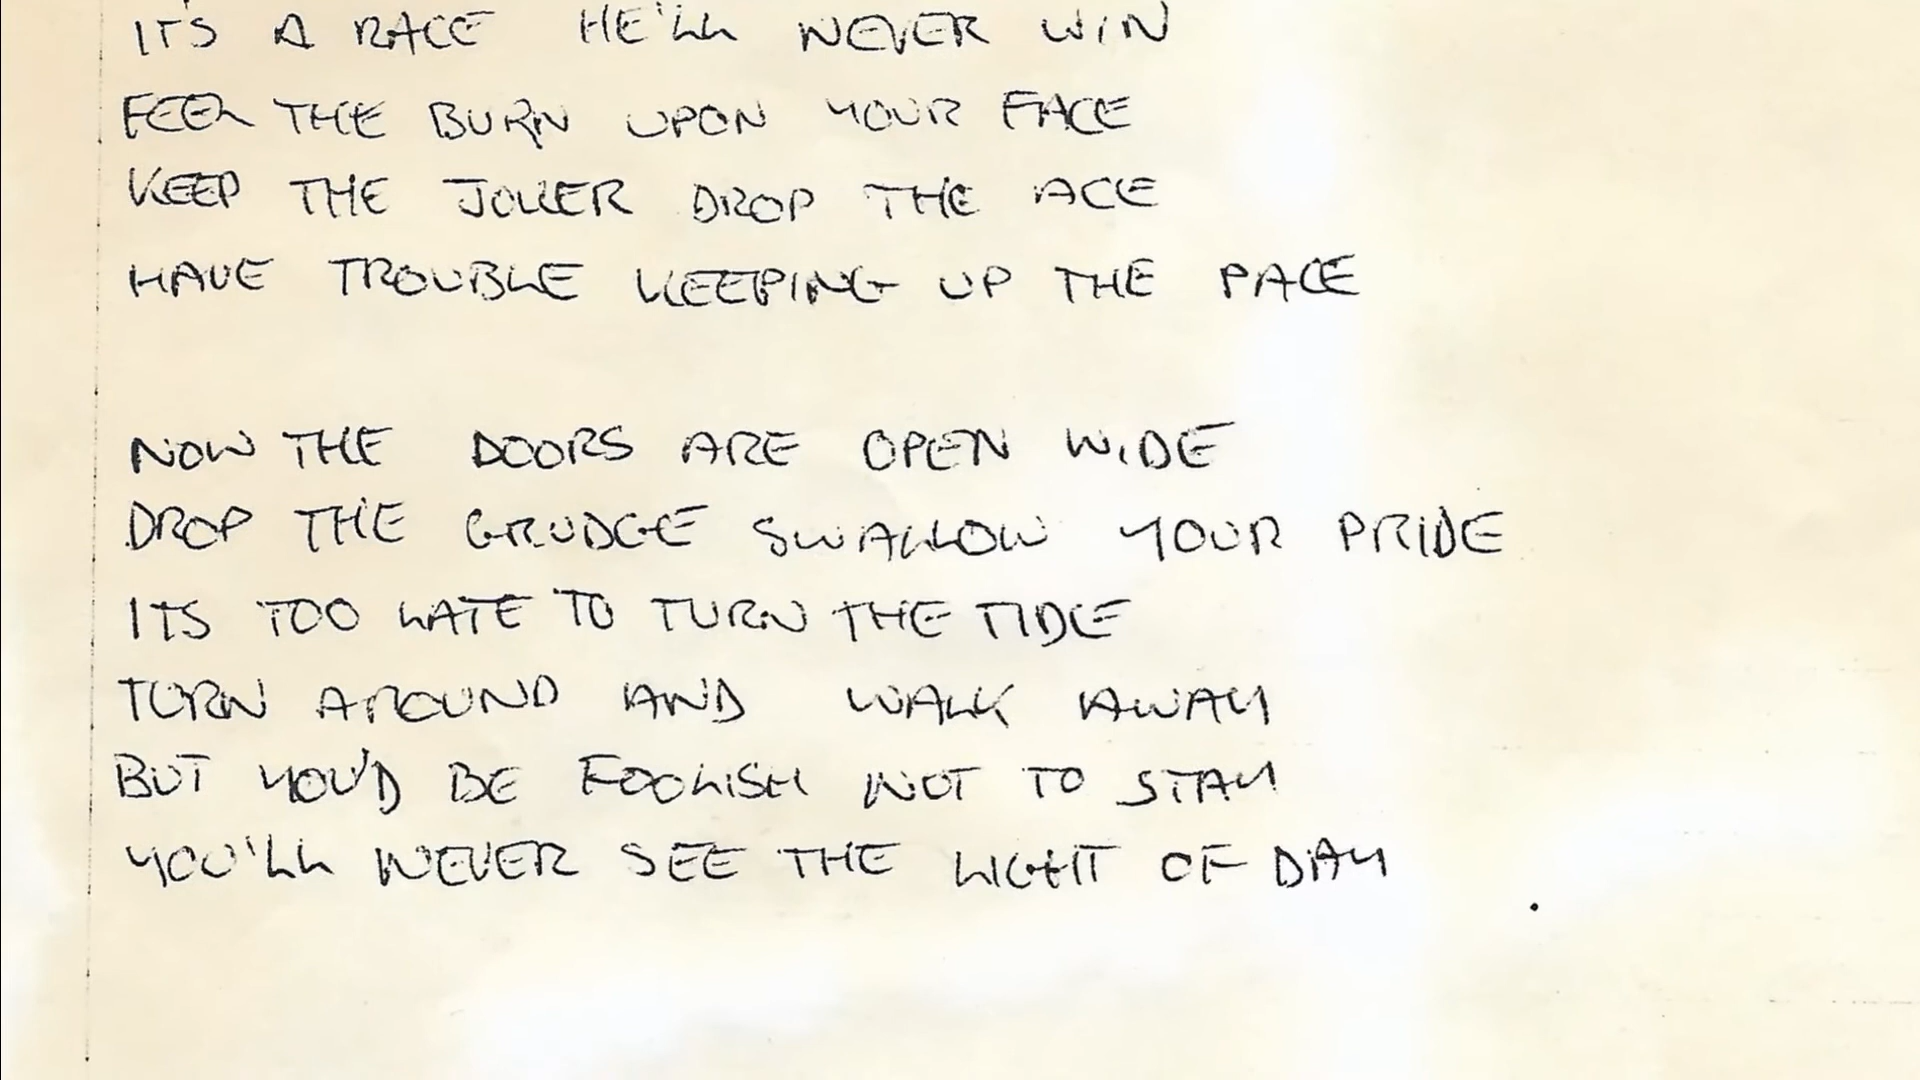 IT'S A RACE HE'LL NEVER WIN
FEEL THE BURN UPON YOUR FACE
KEEP THE JOKER DROP THE ACE
HAVE TROUBLE KEEPING UP THE PACE
NOW THE DOORS ARE OPEN WIDE
DROP THE GRUDGE SWALLOW YOUR PRIDE
ITS TOO LATE TO TURN THE TIDE
TURN AROUND AND WALK AWAY
BUT YOU'D BE FOOLISH NOT TO STAY
YOU'LL NEVER SEE THE LIGHT OF DAY